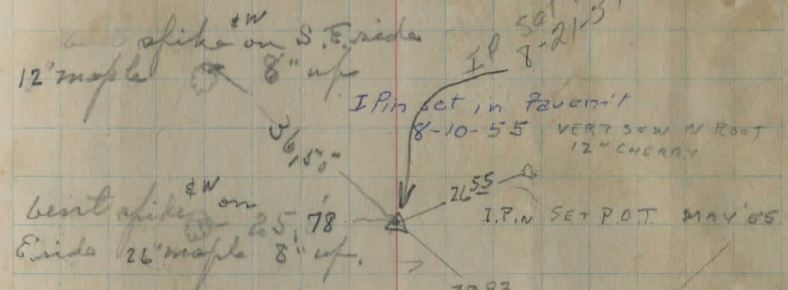 bent spike &W on S.E. side
12" maple 8" up
IP set
8-21-5
I Pin set in Pavem't
8-10-55
VERT S&W N ROOT
12" CHERRY
36.50
26.55
bent spike &W on 25.78
E side 26" maple 8" up.
I.P.N SET P.O.T. MAY '65